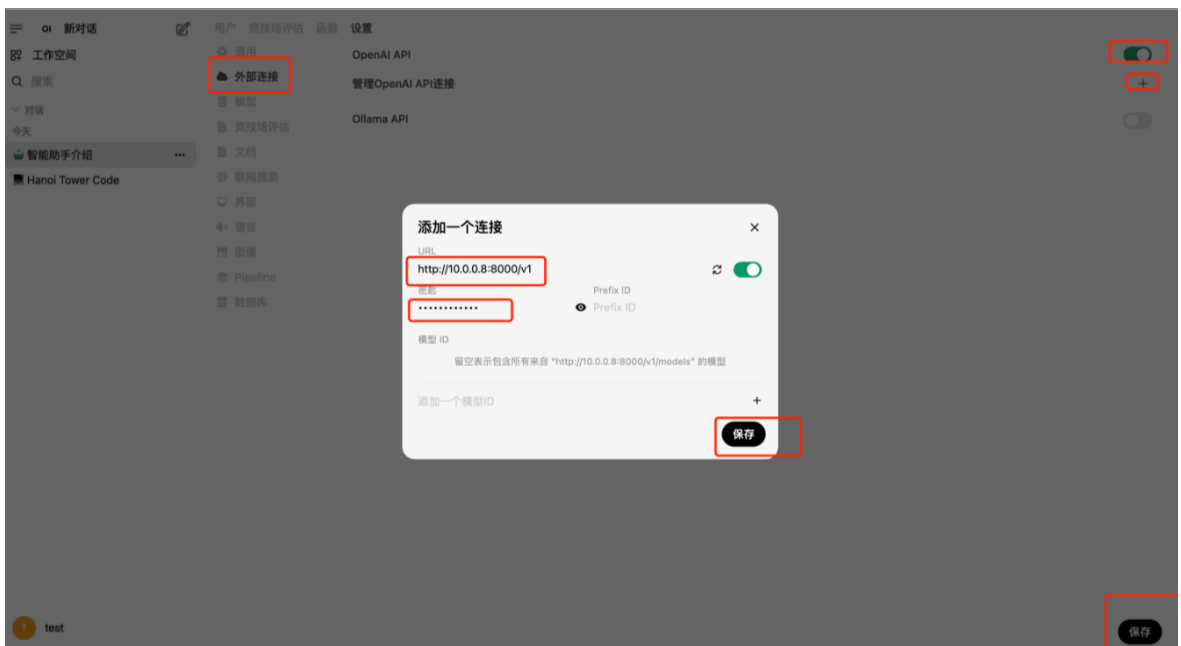 OI 新对话
工作空间
搜索
对话
今天
智能助手介绍
Hanoi Tower Code
T test
用户 竞技场评估 函数 设置
通用
外部连接
模型
竞技场评估
文档
联网搜索
界面
语音
图像
Pipeline
数据库
OpenAI API
管理OpenAI API连接
Ollama API
添加一个连接
URL
http://10.0.0.8:8000/v1
密匙 Prefix ID
•••••••••••• Prefix ID
模型 ID
留空表示包含所有来自 "http://10.0.0.8:8000/v1/models" 的模型
添加一个模型ID
保存
保存